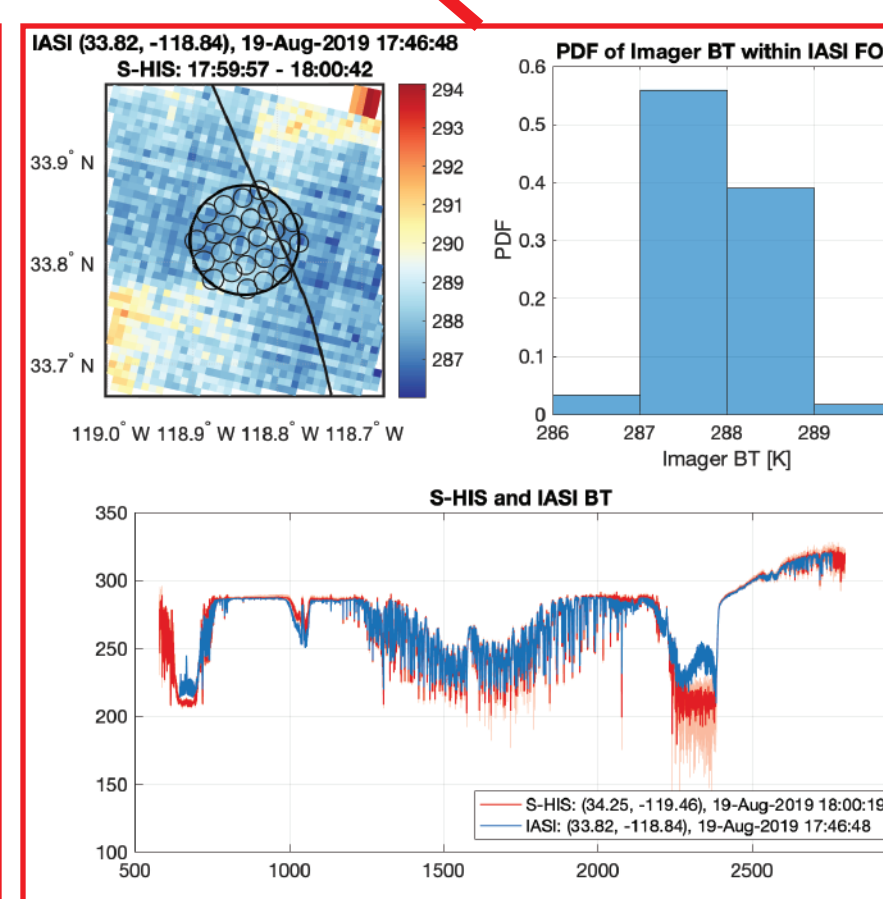 IASI (33.82, -118.84), 19-Aug-2019 17:46:48
S-HIS: 17:59:57 - 18:00:42
33.9° N
33.8° N
33.7° N
119.0° W 118.9° W 118.8° W 118.7° W
294
293
292
291
290
289
288
287
PDF of Imager BT within IASI FO
0.6
0.5
0.4
0.3
0.2
0.1
0
PDF
286 287 288 289
Imager BT [K]
S-HIS and IASI BT
350
300
250
200
150
100
500 1000 1500 2000 2500
S-HIS: (34.25, -119.46), 19-Aug-2019 18:00:19
IASI: (33.82, -118.84), 19-Aug-2019 17:46:48